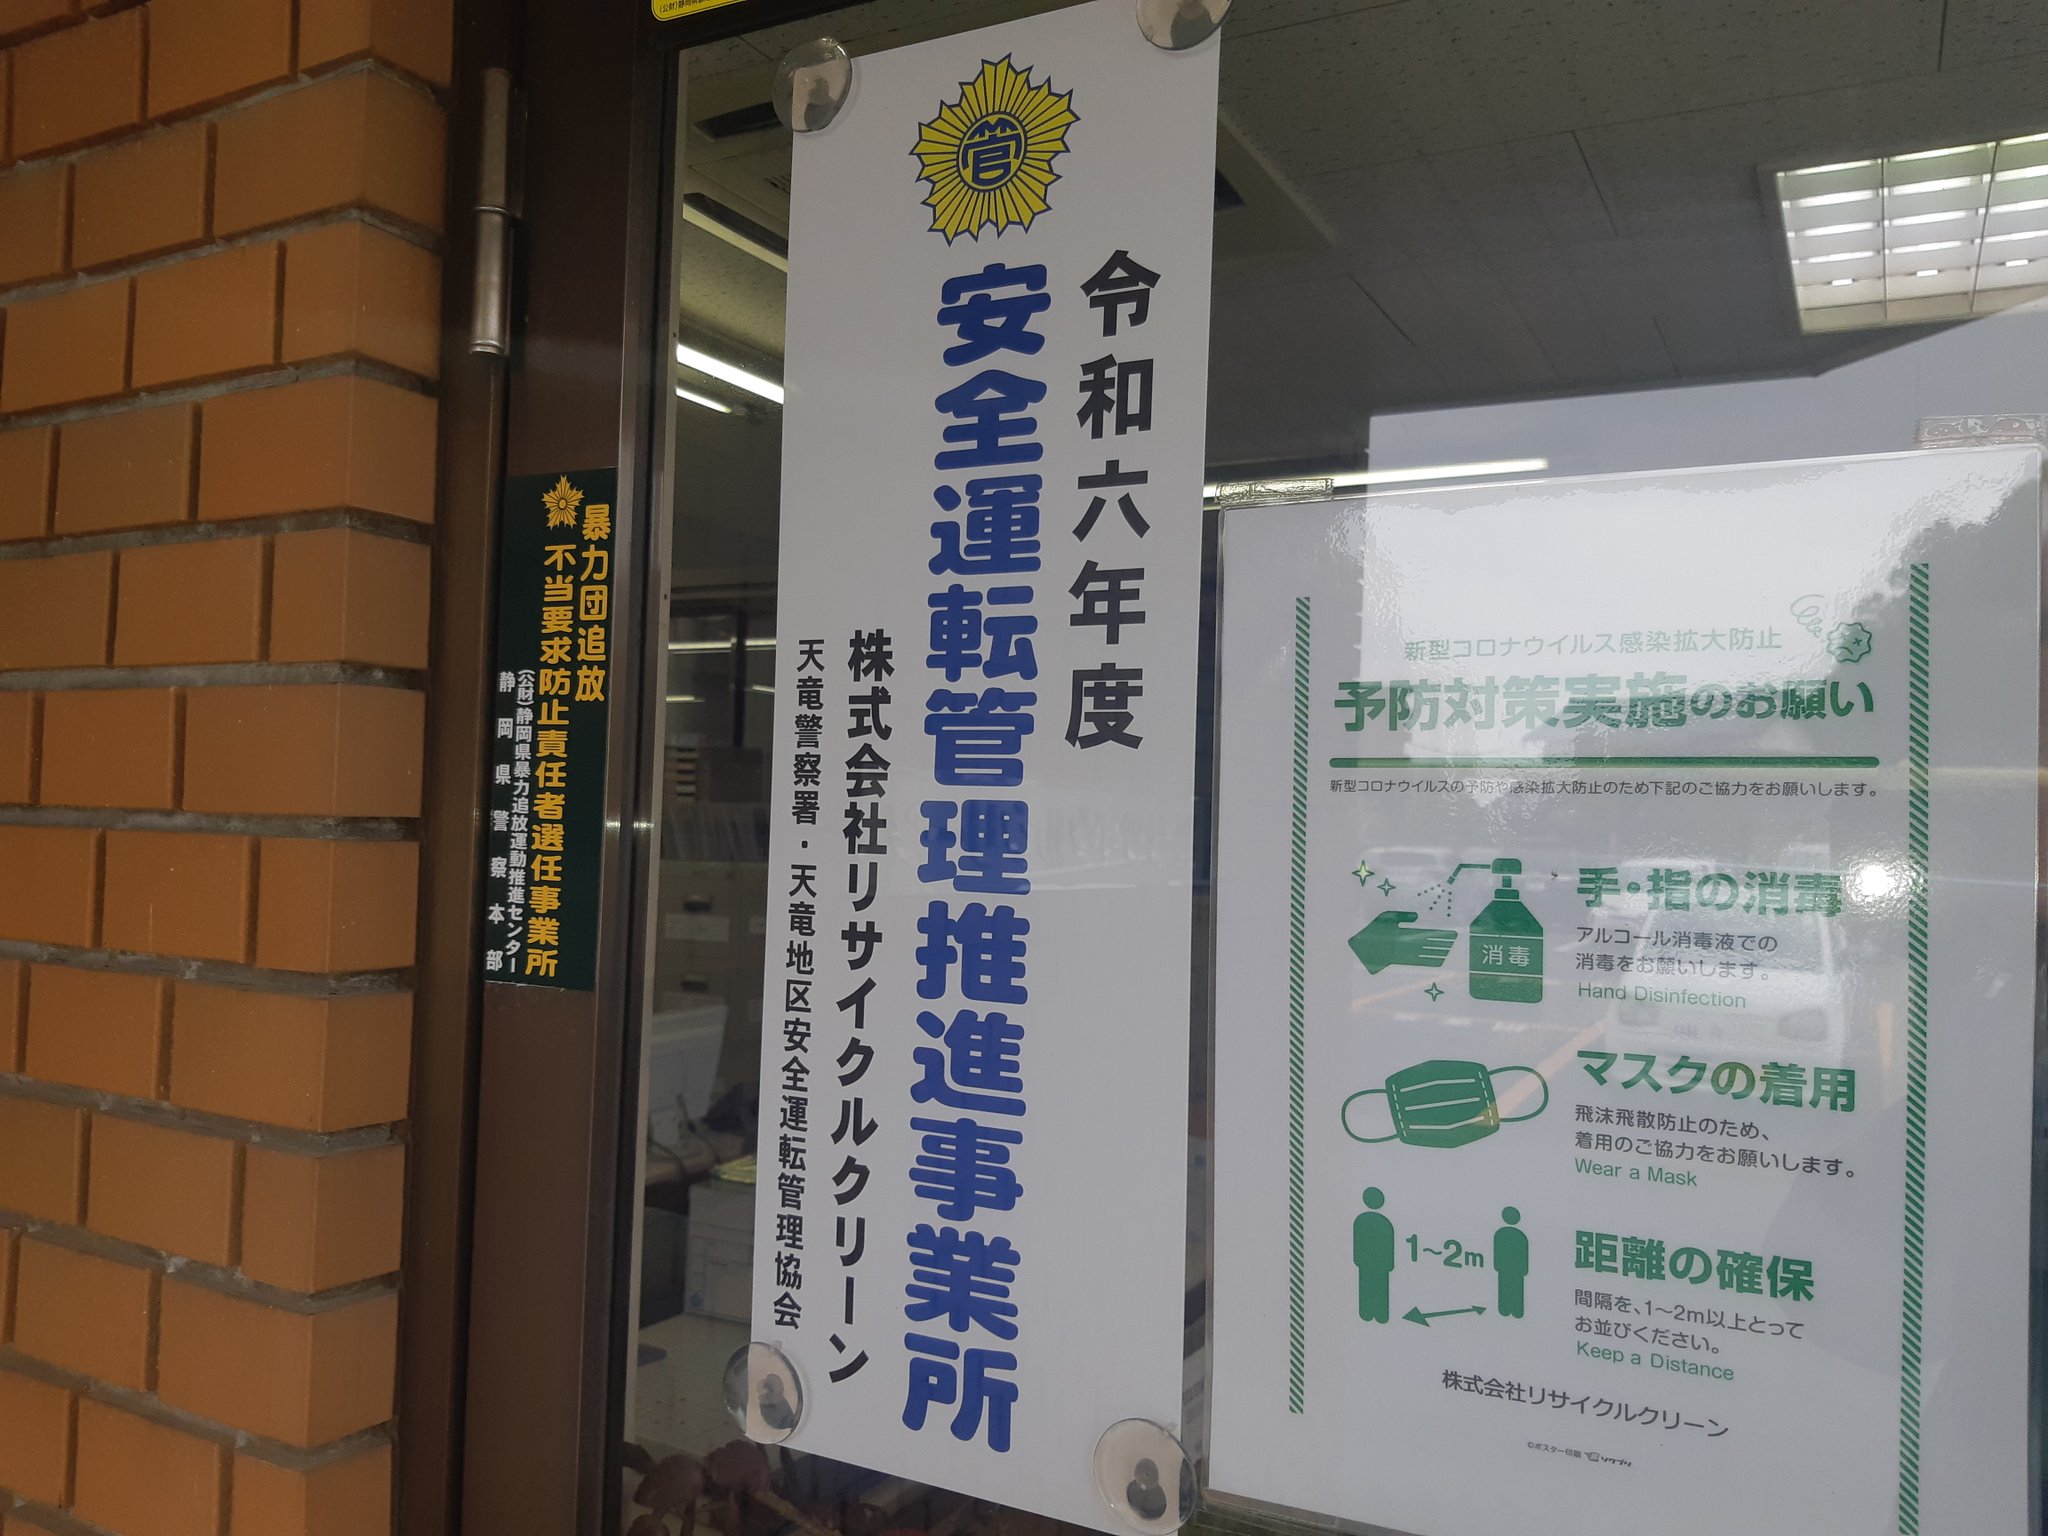 暴力団追放
不当要求防止責任者選任事業所
(公財)静岡県暴力追放運動推進センター
静岡県警察本部
管
令和六年度
安全運転管理推進事業所
株式会社リサイクルクリーン
天竜警察署・天竜地区安全運転管理協会
新型コロナウイルス感染拡大防止
予防対策実施のお願い
新型コロナウイルスの予防や感染拡大防止のため下記のご協力をお願いします。
消毒
手・指の消毒
アルコール消毒液での
消毒をお願いします。
Hand Disinfection
マスクの着用
飛沫飛散防止のため、
着用のご協力をお願いします。
Wear a Mask
1〜2m
距離の確保
間隔を、1〜2m以上とって
お並びください。
Keep a Distance
株式会社リサイクルクリーン
©ポスター印刷